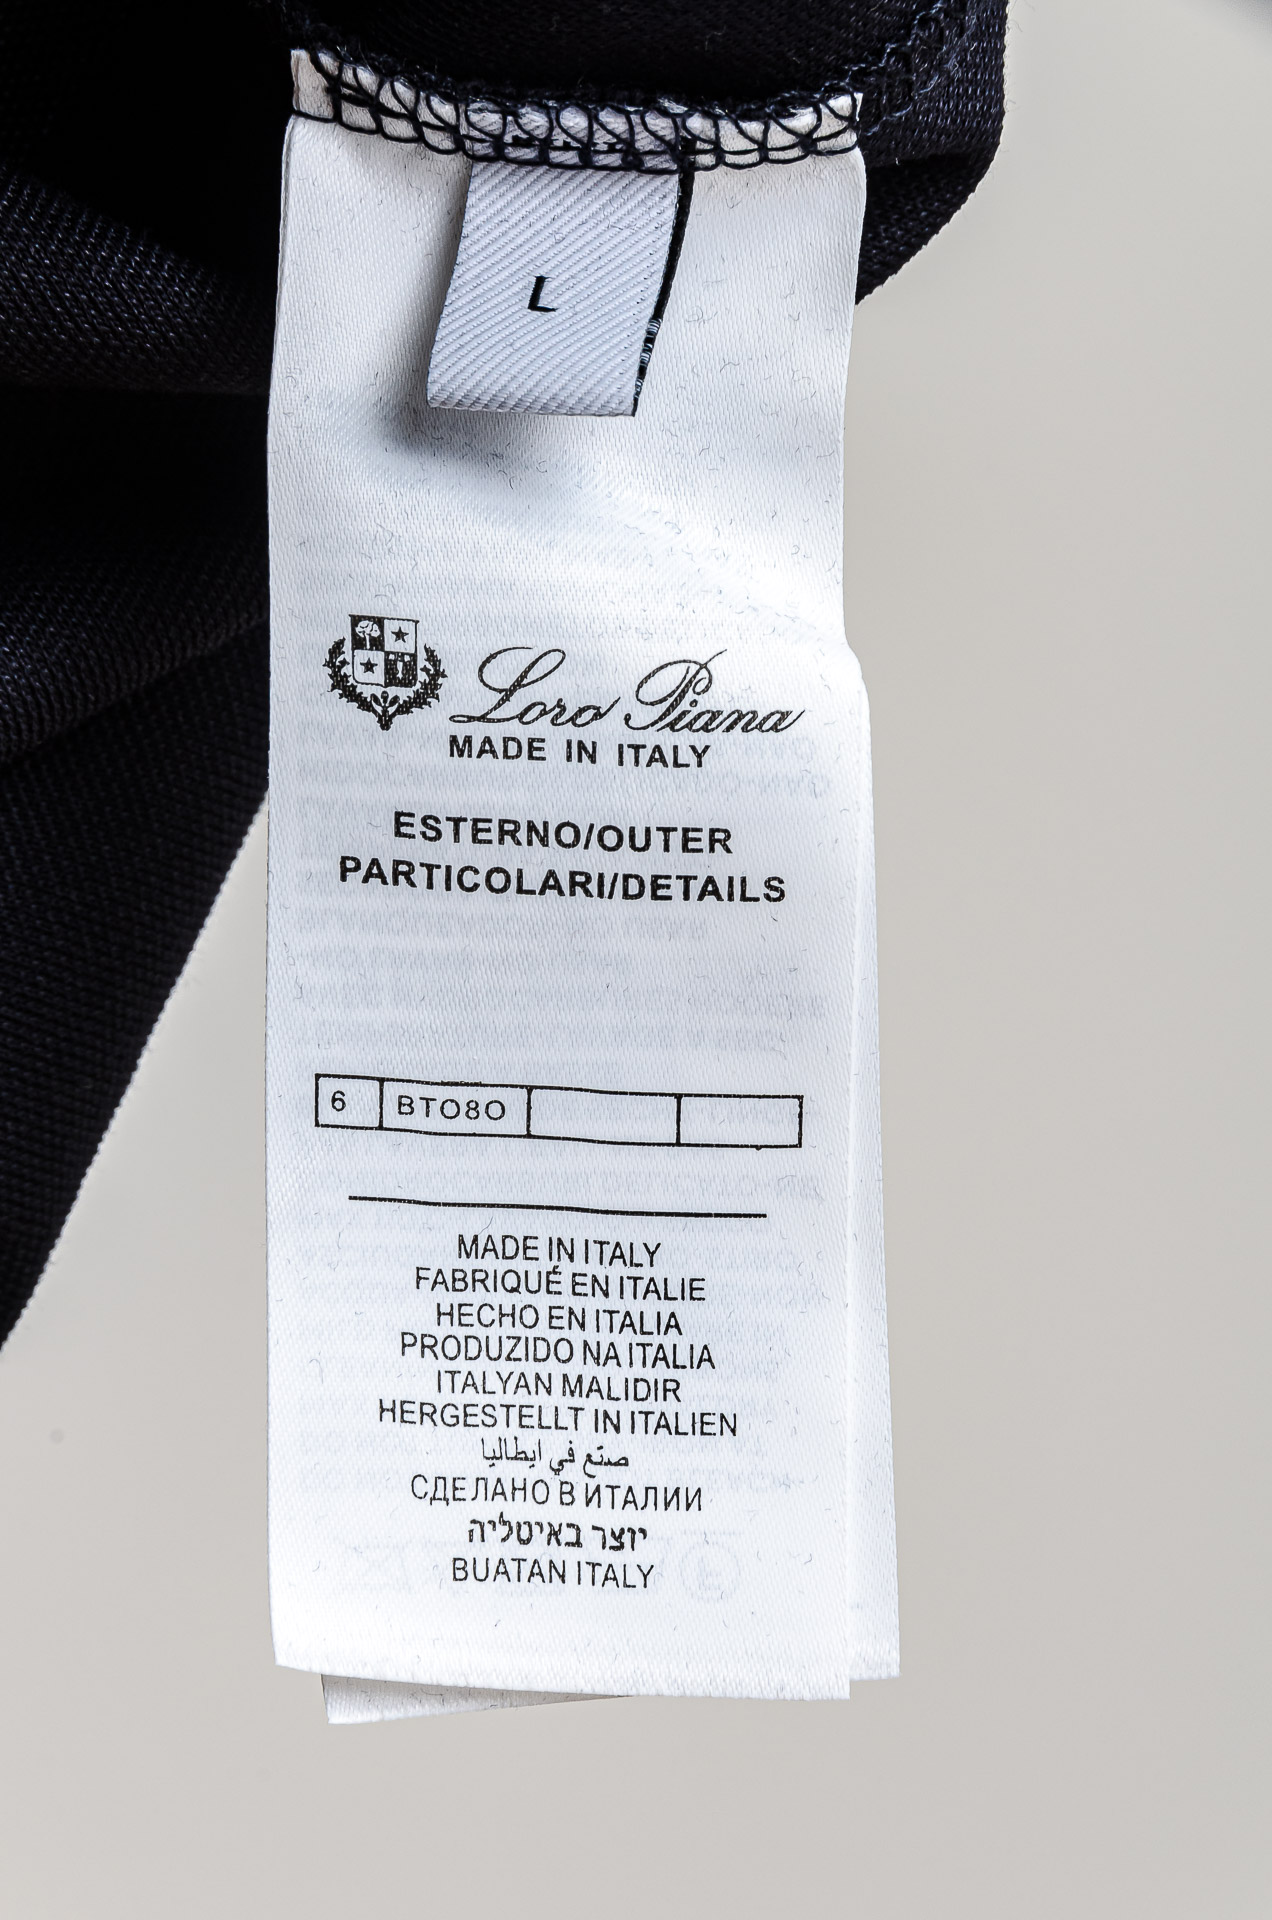 L
Loro Piana
MADE IN ITALY
ESTERNO/OUTER
PARTICOLARI/DETAILS
6 BTO8O
MADE IN ITALY
FABRIQUÉ EN ITALIE
HECHO EN ITALIA
PRODUZIDO NA ITALIA
ITALYAN MALIDIR
HERGESTELLT IN ITALIEN
صنع في ايطاليا
СДЕЛАНО В ИТАЛИИ
יוצר באיטליה
BUATAN ITALY